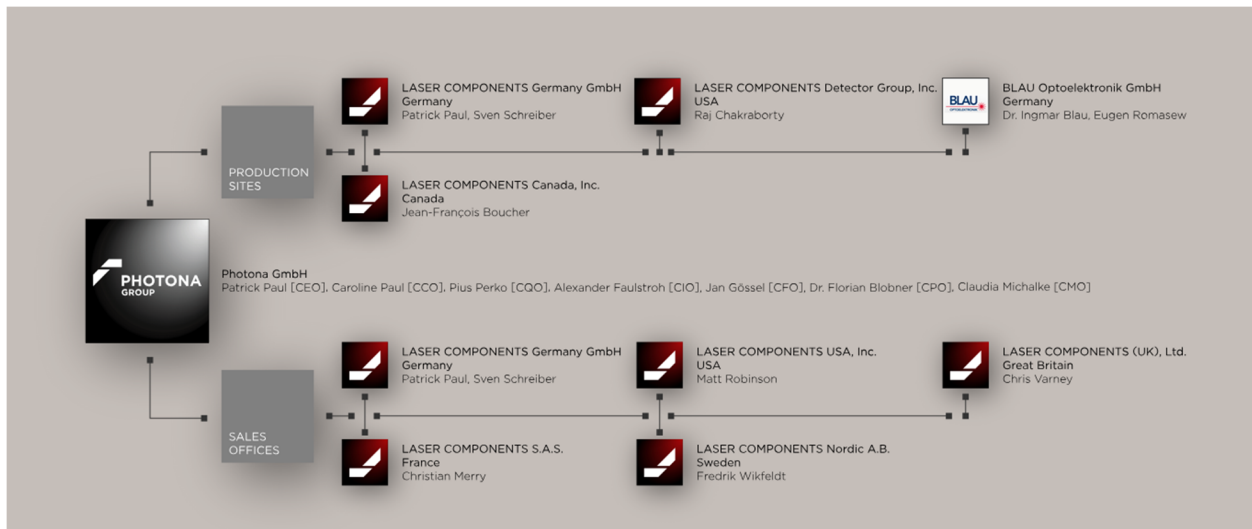 LASER COMPONENTS Germany GmbH
Germany
Patrick Paul, Sven Schreiber
LASER COMPONENTS Detector Group, Inc.
USA
Raj Chakraborty
BLAU
OPTOELEKTRONIK
BLAU Optoelektronik GmbH
Germany
Dr. Ingmar Blau, Eugen Romasew
PRODUCTION
SITES
LASER COMPONENTS Canada, Inc.
Canada
Jean-François Boucher
PHOTONA
GROUP
Photona GmbH
Patrick Paul [CEO], Caroline Paul [CCO], Pius Perko [CQO], Alexander Faulstroh [CIO], Jan Gössel [CFO], Dr. Florian Blobner [CPO], Claudia Michalke [CMO]
LASER COMPONENTS Germany GmbH
Germany
Patrick Paul, Sven Schreiber
LASER COMPONENTS USA, Inc.
USA
Matt Robinson
LASER COMPONENTS (UK), Ltd.
Great Britain
Chris Varney
SALES
OFFICES
LASER COMPONENTS S.A.S.
France
Christian Merry
LASER COMPONENTS Nordic A.B.
Sweden
Fredrik Wikfeldt